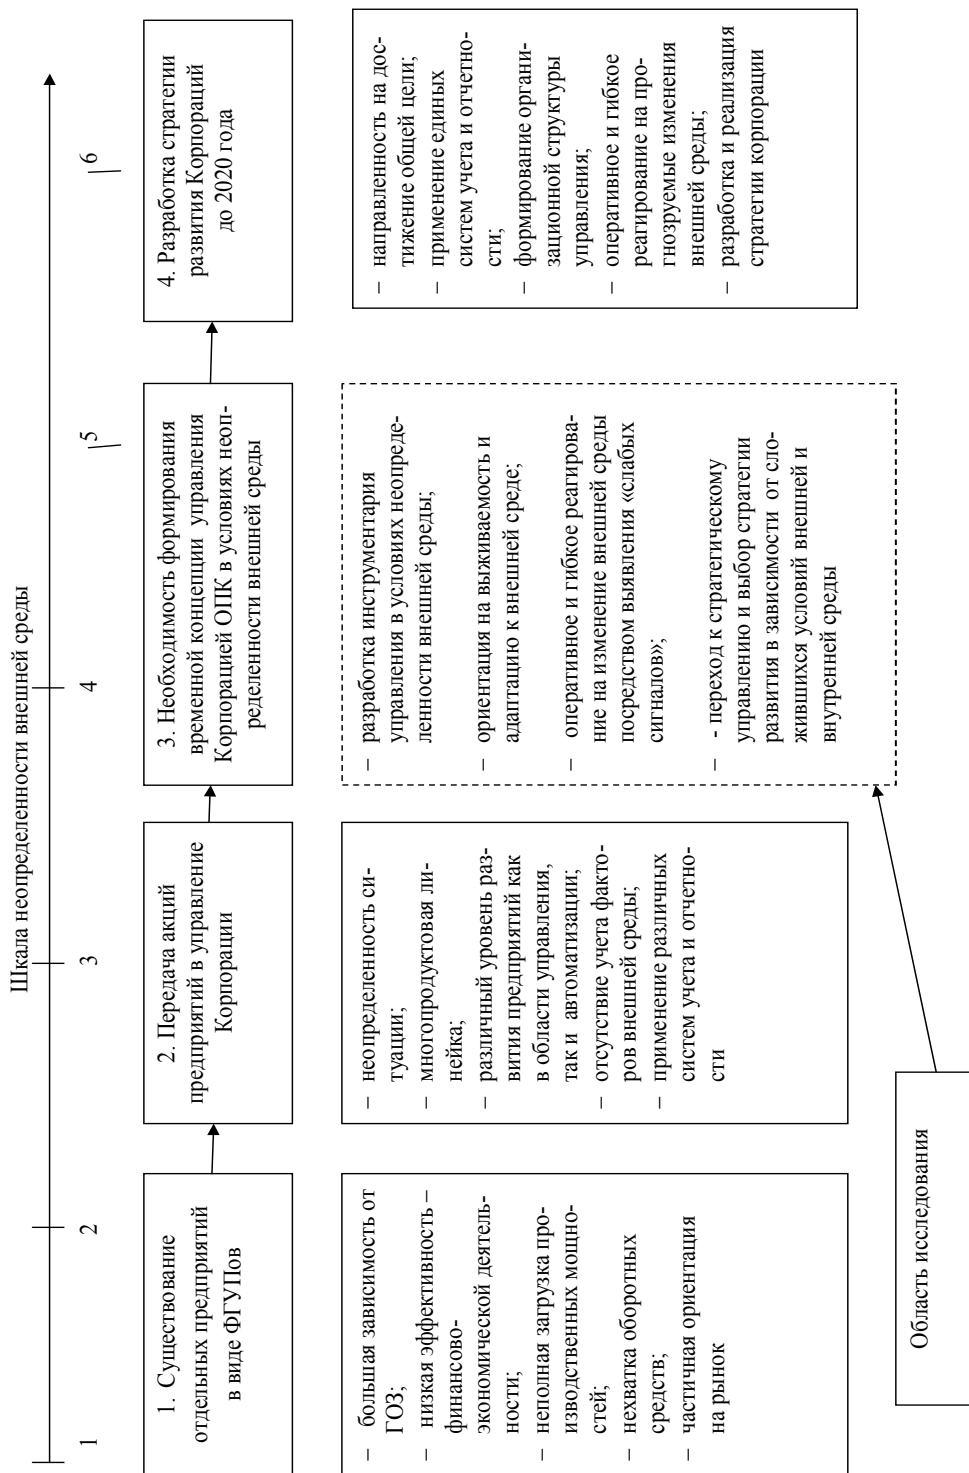 Шкала неопределенности внешней среды
1
2
3
4
5
6
1. Существование
отдельных предприятий
в виде ФГУПов
2. Передача акций
предприятий в управление
Корпорации
3. Необходимость формирования
временной концепции управления
Корпорацией ОПК в условиях неоп-
ределенности внешней среды
4. Разработка стратегии
развития Корпораций
до 2020 года
– большая зависимость от
ГОЗ;
– низкая эффективность –
финансово-
экономической деятель-
ности;
– неполная загрузка про-
изводственных мощно-
стей;
– нехватка оборотных
средств;
– частичная ориентация
на рынок
– неопределенность си-
туации;
– многопродуктовая ли-
нейка;
– различный уровень раз-
вития предприятий как
в области управления,
так и автоматизации;
– отсутствие учета факто-
ров внешней среды;
– применение различных
систем учета и отчетно-
сти
– разработка инструментария
управления в условиях неопреде-
ленности внешней среды;
– ориентация на выживаемость и
адаптацию к внешней среде;
– оперативное и гибкое реагирова-
ние на изменение внешней среды
посредством выявления «слабых
сигналов»;
– - переход к стратегическому
управлению и выбор стратегии
развития в зависимости от сло-
жившихся условий внешней и
внутренней среды
– направленность на дос-
тижение общей цели;
– применение единых
систем учета и отчетно-
сти;
– формирование органи-
зационной структуры
управления;
– оперативное и гибкое
реагирование на про-
гнозруемые изменения
внешней среды;
– разработка и реализация
стратегии корпорации
Область исследования